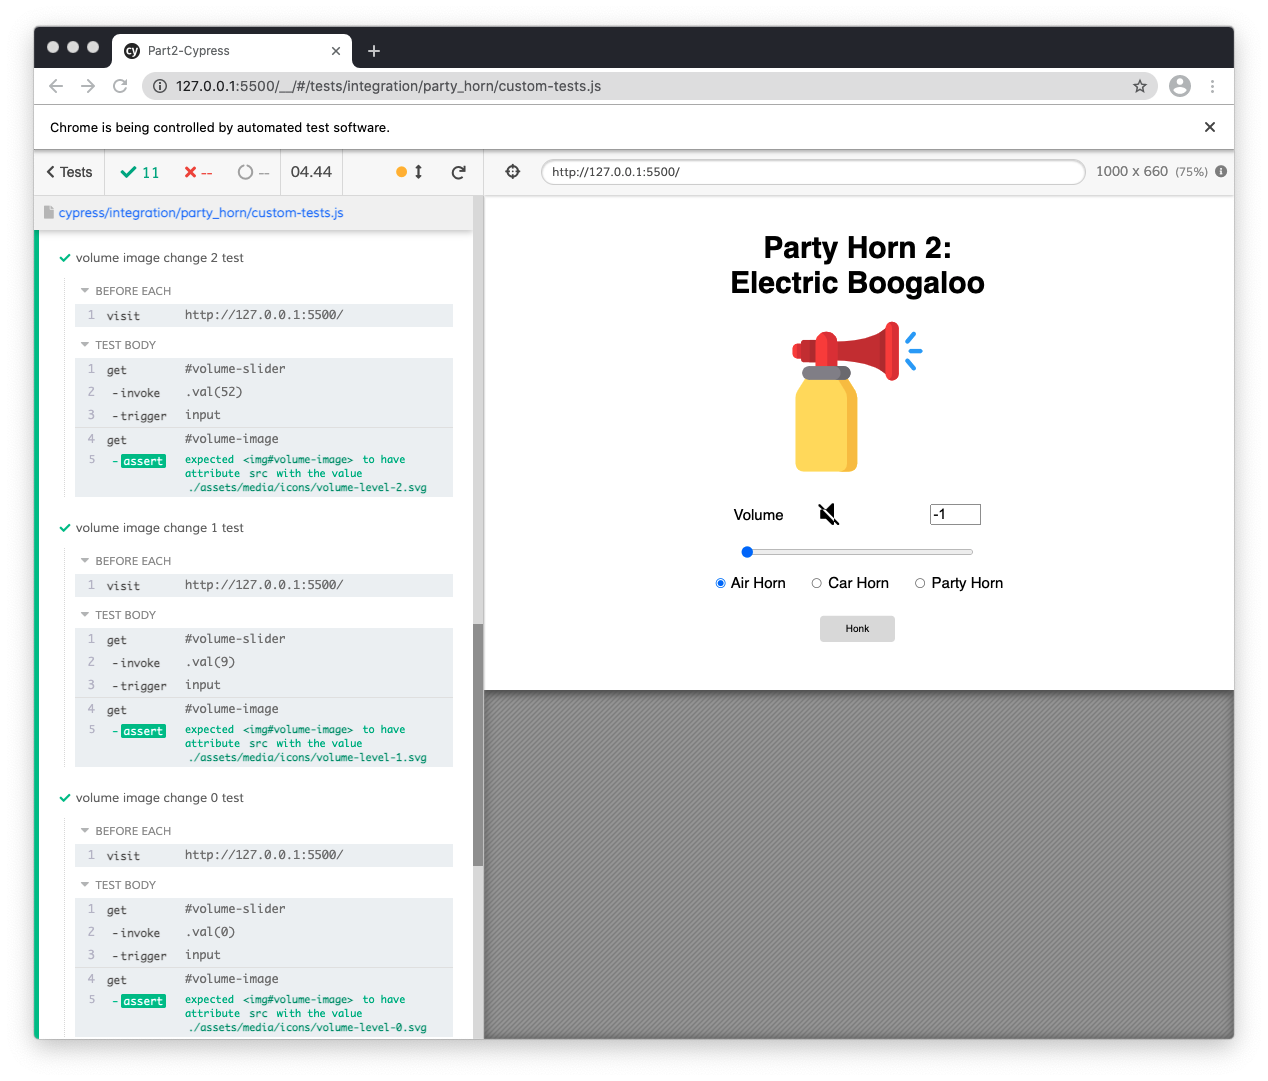 cy Part2-Cypress
127.0.0.1:5500/__/#/tests/integration/party_horn/custom-tests.js
Chrome is being controlled by automated test software.
Tests 11 -- -- 04.44
http://127.0.0.1:5500/ 1000 x 660 (75%)
cypress/integration/party_horn/custom-tests.js
volume image change 2 test
BEFORE EACH
1 visit http://127.0.0.1:5500/
TEST BODY
1 get #volume-slider
2 -invoke .val(52)
3 -trigger input
4 get #volume-image
5 -assert expected <img#volume-image> to have
attribute src with the value
./assets/media/icons/volume-level-2.svg
volume image change 1 test
BEFORE EACH
1 visit http://127.0.0.1:5500/
TEST BODY
1 get #volume-slider
2 -invoke .val(9)
3 -trigger input
4 get #volume-image
5 -assert expected <img#volume-image> to have
attribute src with the value
./assets/media/icons/volume-level-1.svg
volume image change 0 test
BEFORE EACH
1 visit http://127.0.0.1:5500/
TEST BODY
1 get #volume-slider
2 -invoke .val(0)
3 -trigger input
4 get #volume-image
5 -assert expected <img#volume-image> to have
attribute src with the value
./assets/media/icons/volume-level-0.svg
Party Horn 2:
Electric Boogaloo
Volume -1
Air Horn Car Horn Party Horn
Honk